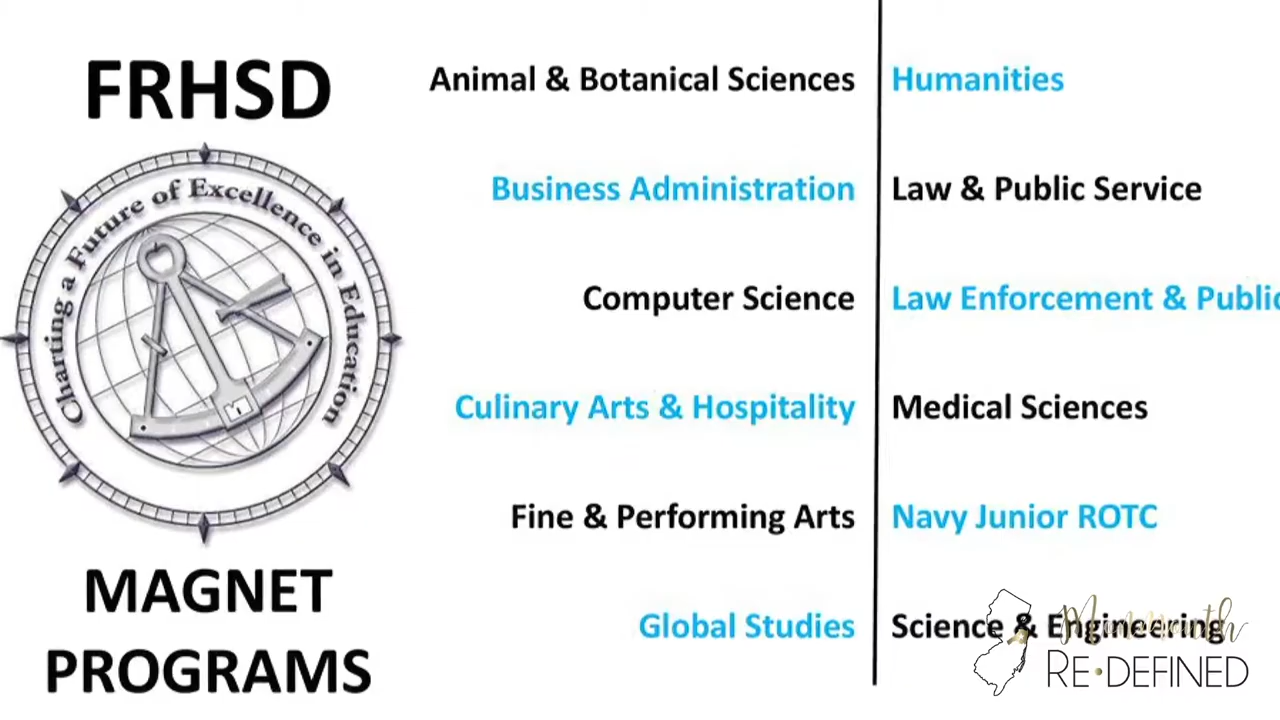 FRHSD
Charting a Future of Excellence in Education
MAGNET
PROGRAMS
Animal & Botanical Sciences
Business Administration
Computer Science
Culinary Arts & Hospitality
Fine & Performing Arts
Global Studies
Humanities
Law & Public Service
Law Enforcement & Public
Medical Sciences
Navy Junior ROTC
Science & Engineering
Monmouth
RE·DEFINED